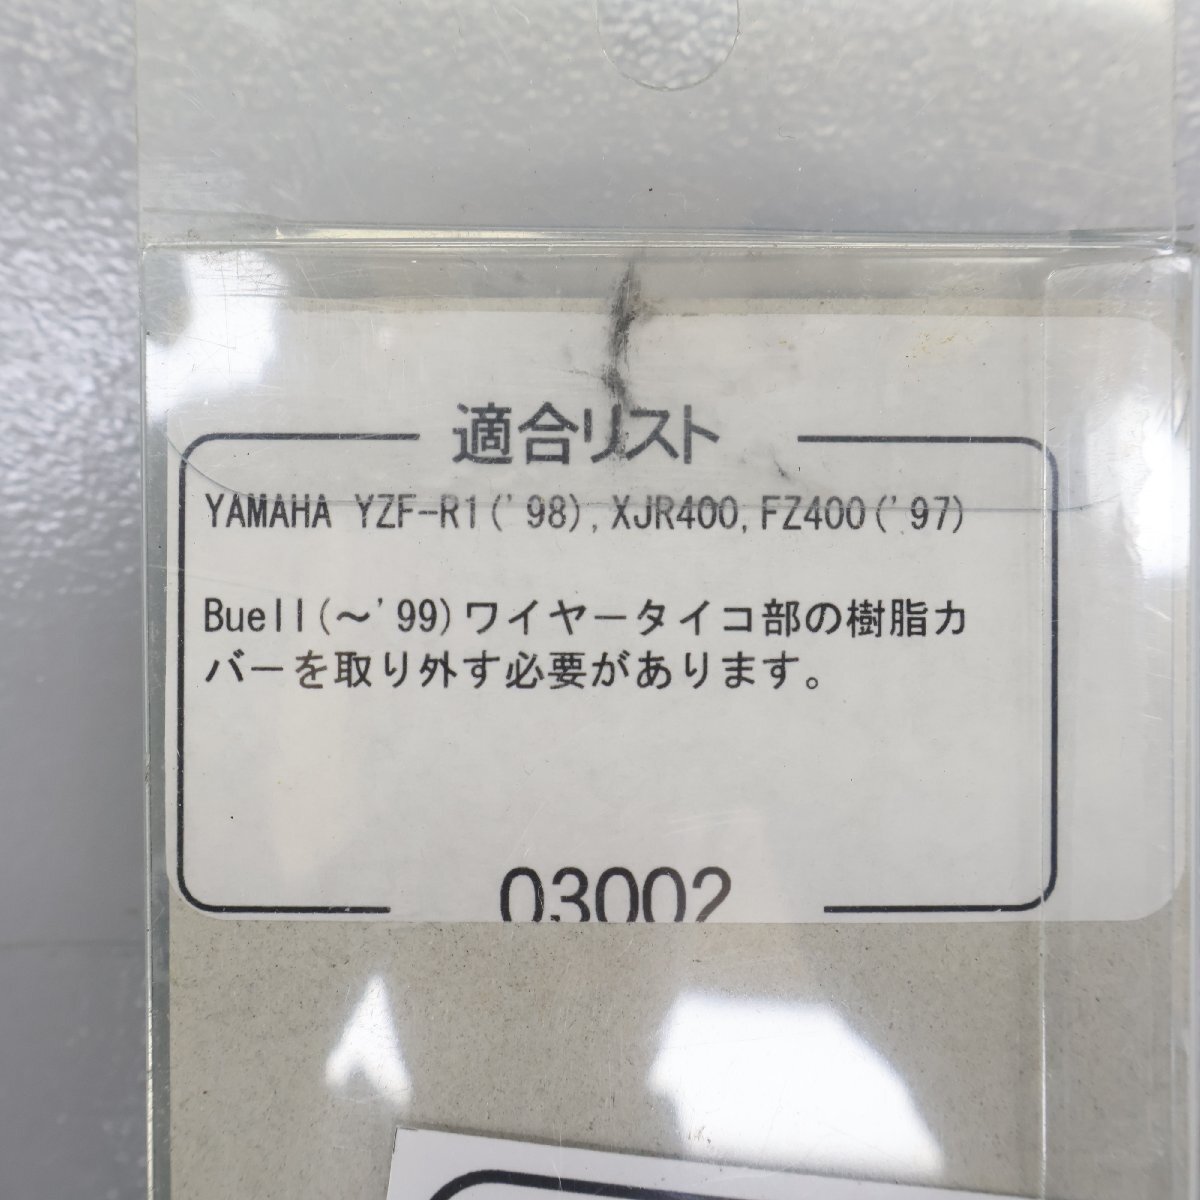 適合リスト
YAMAHA YZF-R1('98),XJR400,FZ400('97)
Buell(～'99)ワイヤータイコ部の樹脂カ
バーを取り外す必要があります。
03002